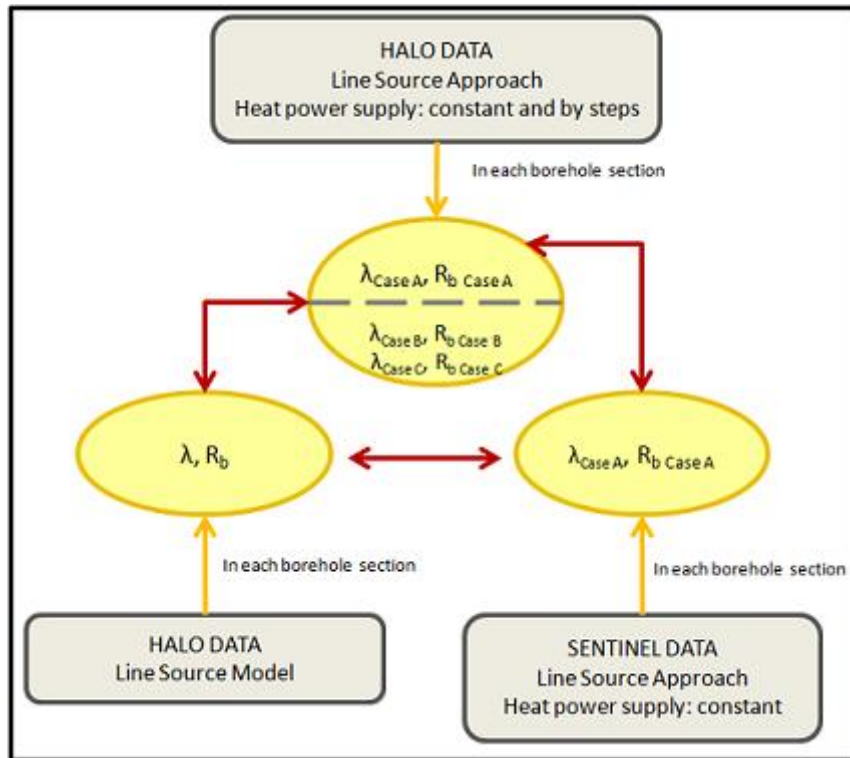 HALO DATA
Line Source Approach
Heat power supply: constant and by steps
In each borehole section
λCase A, Rb Case A
λCase B, Rb Case B
λCase C, Rb Case C
λ, Rb
λCase A, Rb Case A
In each borehole section
In each borehole section
HALO DATA
Line Source Model
SENTINEL DATA
Line Source Approach
Heat power supply: constant